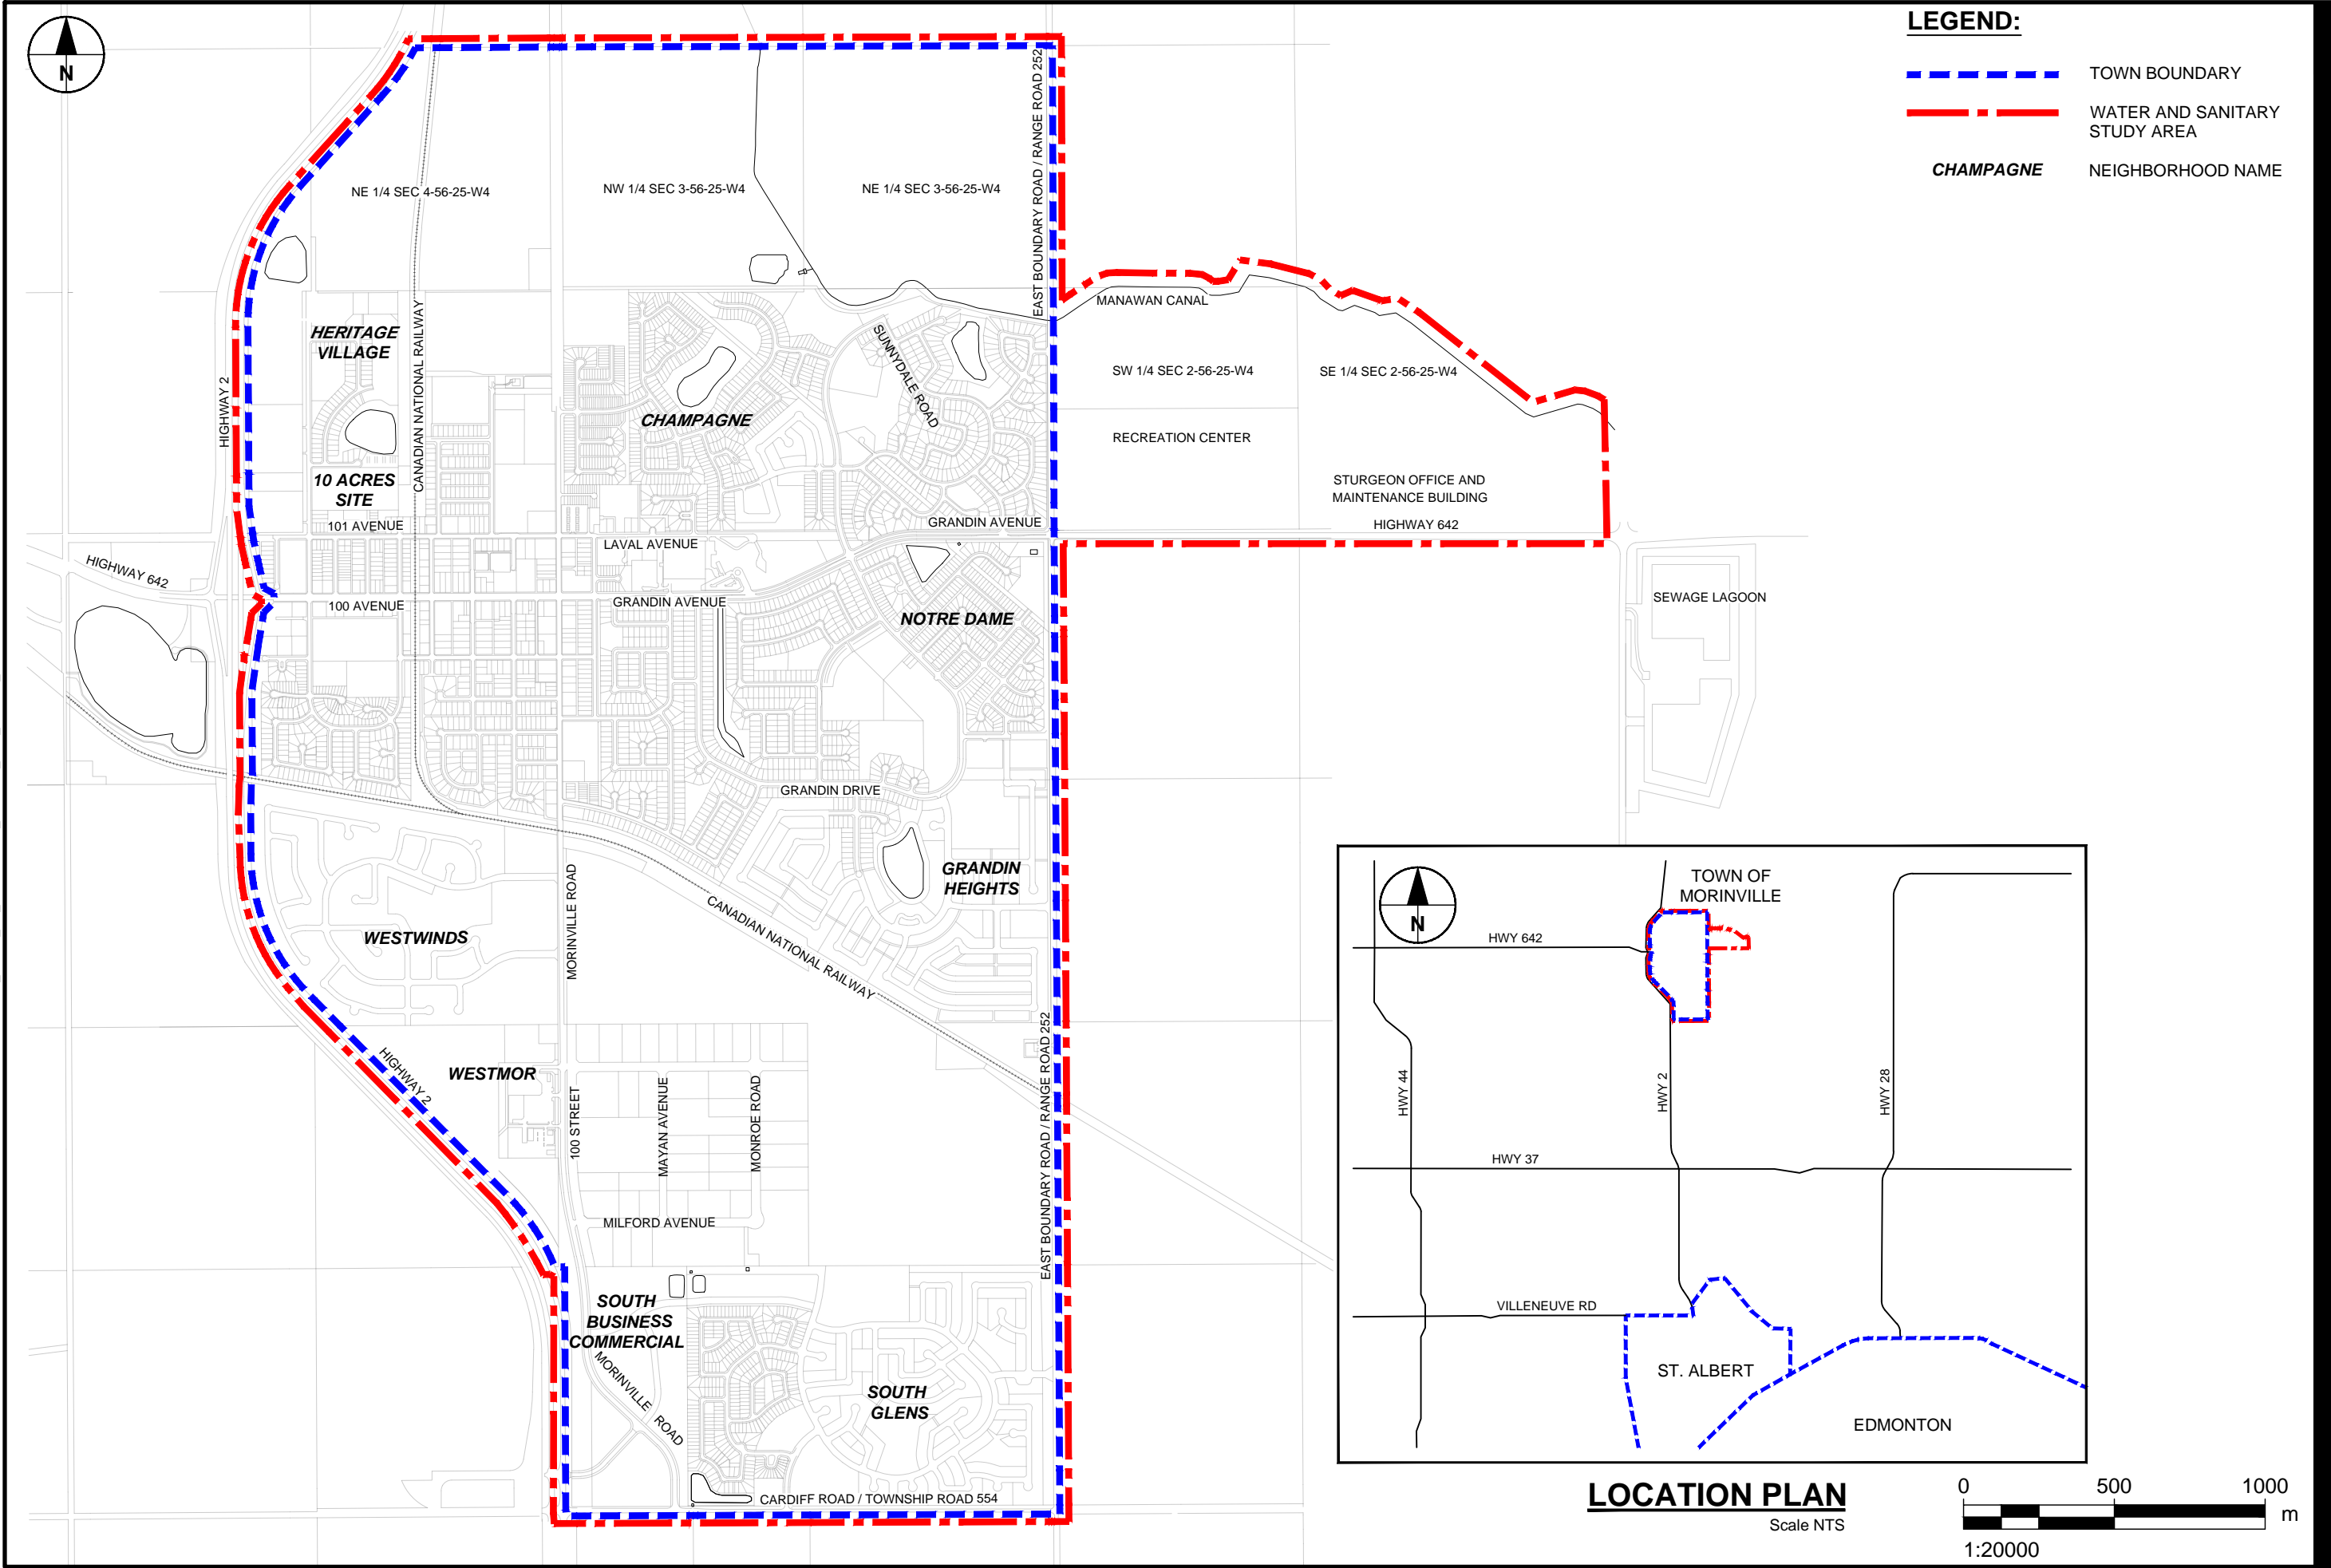 N
LEGEND:
TOWN BOUNDARY
WATER AND SANITARY
STUDY AREA
CHAMPAGNE
NEIGHBORHOOD NAME
EAST BOUNDARY ROAD / RANGE ROAD 252
NE 1/4 SEC 4-56-25-W4
NW 1/4 SEC 3-56-25-W4
NE 1/4 SEC 3-56-25-W4
MANAWAN CANAL
HERITAGE
VILLAGE
CANADIAN NATIONAL RAILWAY
SUNNYDALE ROAD
HIGHWAY 2
SW 1/4 SEC 2-56-25-W4
SE 1/4 SEC 2-56-25-W4
CHAMPAGNE
RECREATION CENTER
10 ACRES
SITE
STURGEON OFFICE AND
MAINTENANCE BUILDING
101 AVENUE
GRANDIN AVENUE
HIGHWAY 642
LAVAL AVENUE
HIGHWAY 642
100 AVENUE
GRANDIN AVENUE
SEWAGE LAGOON
NOTRE DAME
GRANDIN DRIVE
GRANDIN
HEIGHTS
MORINVILLE ROAD
CANADIAN NATIONAL RAILWAY
WESTWINDS
HIGHWAY 2
WESTMOR
100 STREET
MAYAN AVENUE
MONROE ROAD
EAST BOUNDARY ROAD / RANGE ROAD 252
MILFORD AVENUE
SOUTH
BUSINESS
COMMERCIAL
MORINVILLE ROAD
SOUTH
GLENS
CARDIFF ROAD / TOWNSHIP ROAD 554
N
TOWN OF
MORINVILLE
HWY 642
HWY 44
HWY 2
HWY 28
HWY 37
VILLENEUVE RD
ST. ALBERT
EDMONTON
LOCATION PLAN
Scale NTS
0 500 1000
m
1:20000